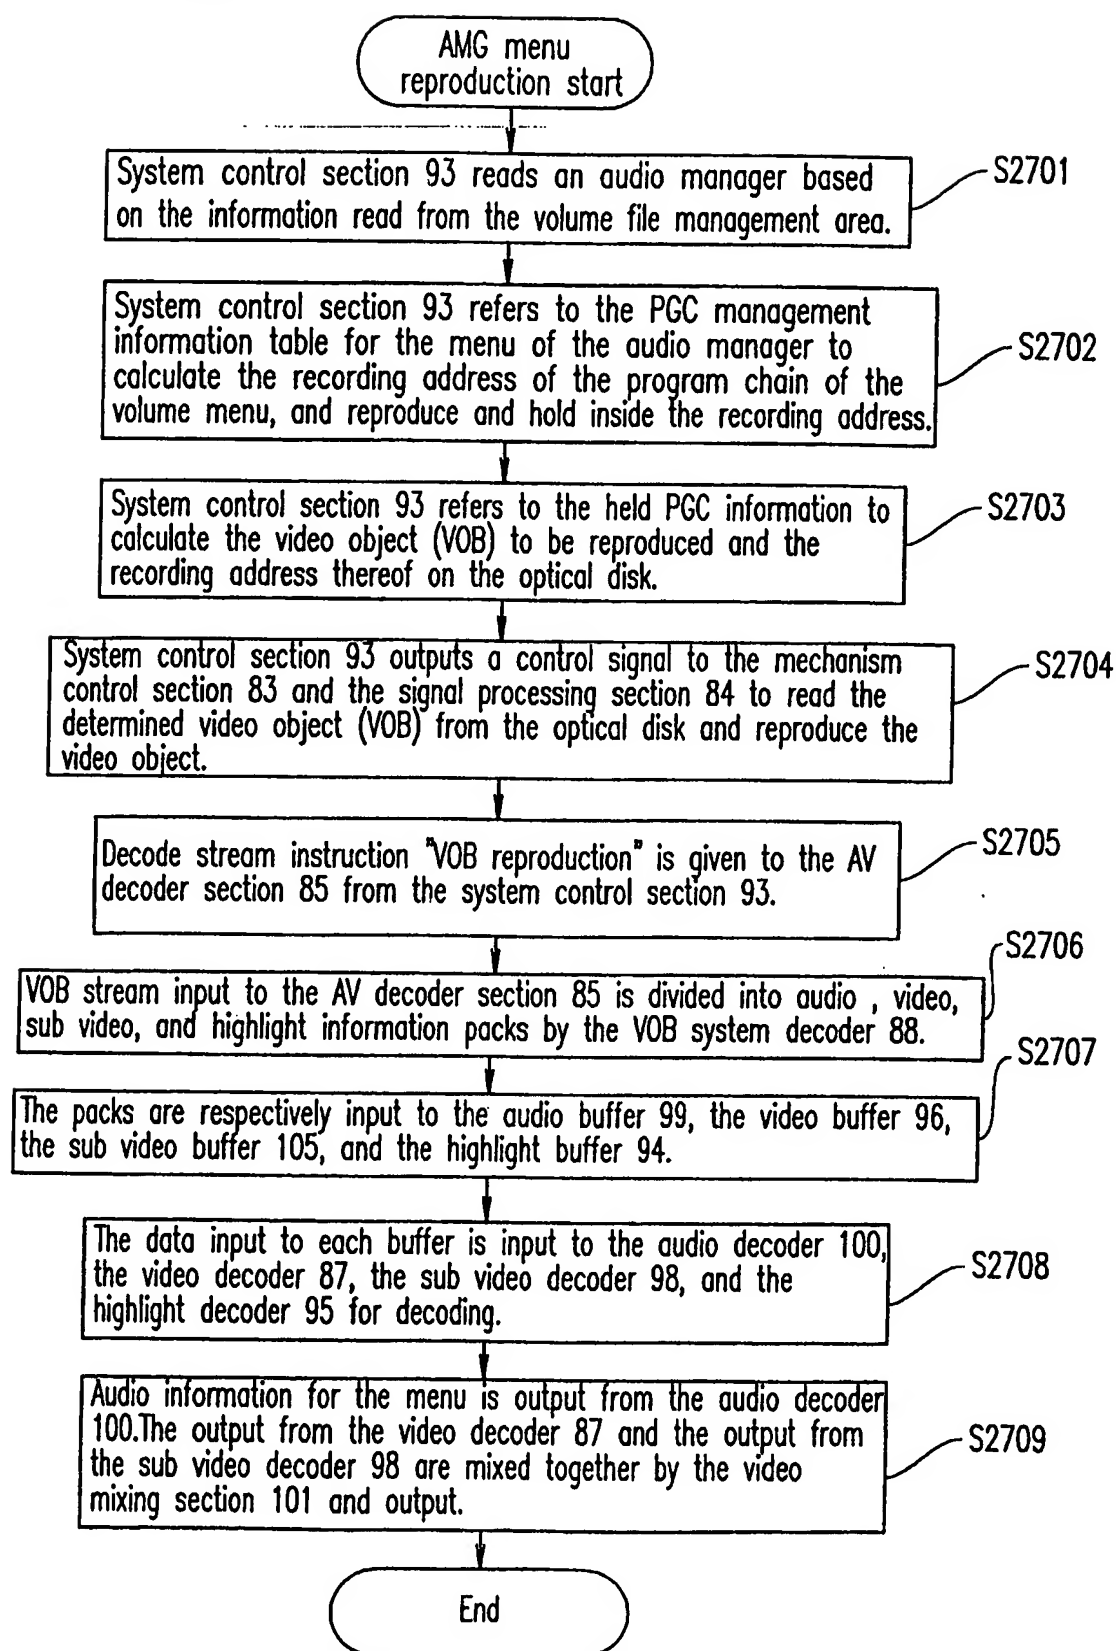 AMG menu
reproduction start
System control section 93 reads an audio manager based
on the information read from the volume file management area.
S2701
System control section 93 refers to the PGC management
information table for the menu of the audio manager to
calculate the recording address of the program chain of the
volume menu, and reproduce and hold inside the recording address.
S2702
System control section 93 refers to the held PGC information to
calculate the video object (VOB) to be reproduced and the
recording address thereof on the optical disk.
S2703
System control section 93 outputs a control signal to the mechanism
control section 83 and the signal processing section 84 to read the
determined video object (VOB) from the optical disk and reproduce the
video object.
S2704
Decode stream instruction "VOB reproduction" is given to the AV
decoder section 85 from the system control section 93.
S2705
VOB stream input to the AV decoder section 85 is divided into audio , video,
sub video, and highlight information packs by the VOB system decoder 88.
S2706
The packs are respectively input to the audio buffer 99, the video buffer 96,
the sub video buffer 105, and the highlight buffer 94.
S2707
The data input to each buffer is input to the audio decoder 100,
the video decoder 87, the sub video decoder 98, and the
highlight decoder 95 for decoding.
S2708
Audio information for the menu is output from the audio decoder
100.The output from the video decoder 87 and the output from
the sub video decoder 98 are mixed together by the video
mixing section 101 and output.
S2709
End